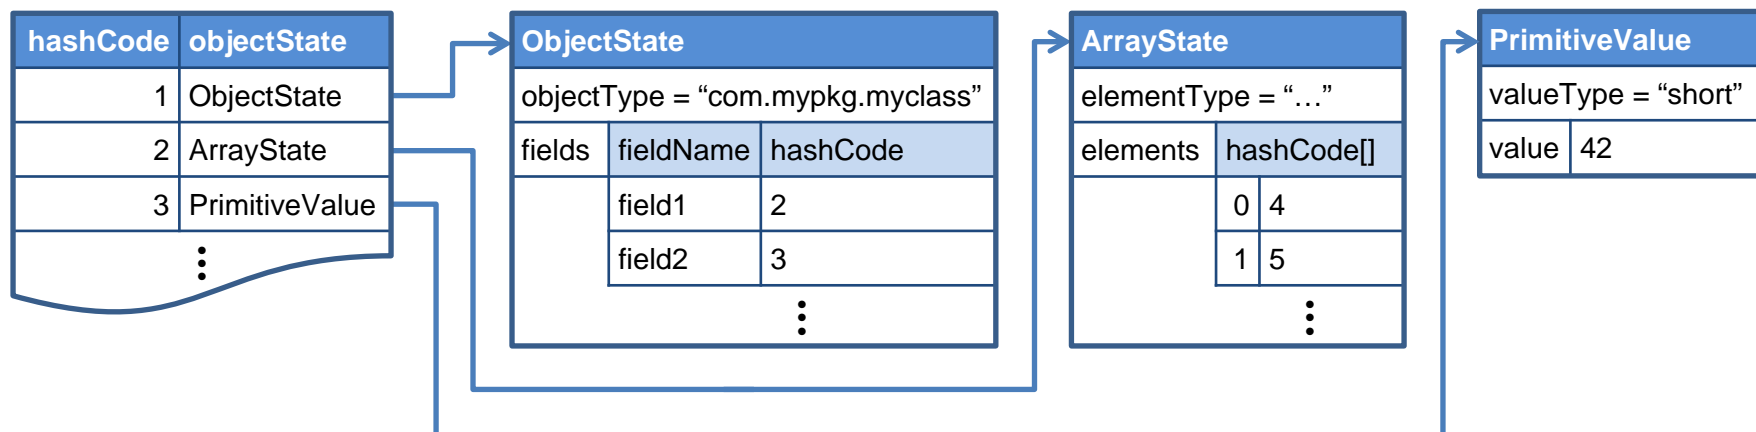 hashCode objectState
1 ObjectState
2 ArrayState
3 PrimitiveValue
⋮
ObjectState
objectType = “com.mypkg.myclass”
fields fieldName hashCode
field1 2
field2 3
⋮
ArrayState
elementType = “…”
elements hashCode[]
0 4
1 5
⋮
PrimitiveValue
valueType = “short”
value 42